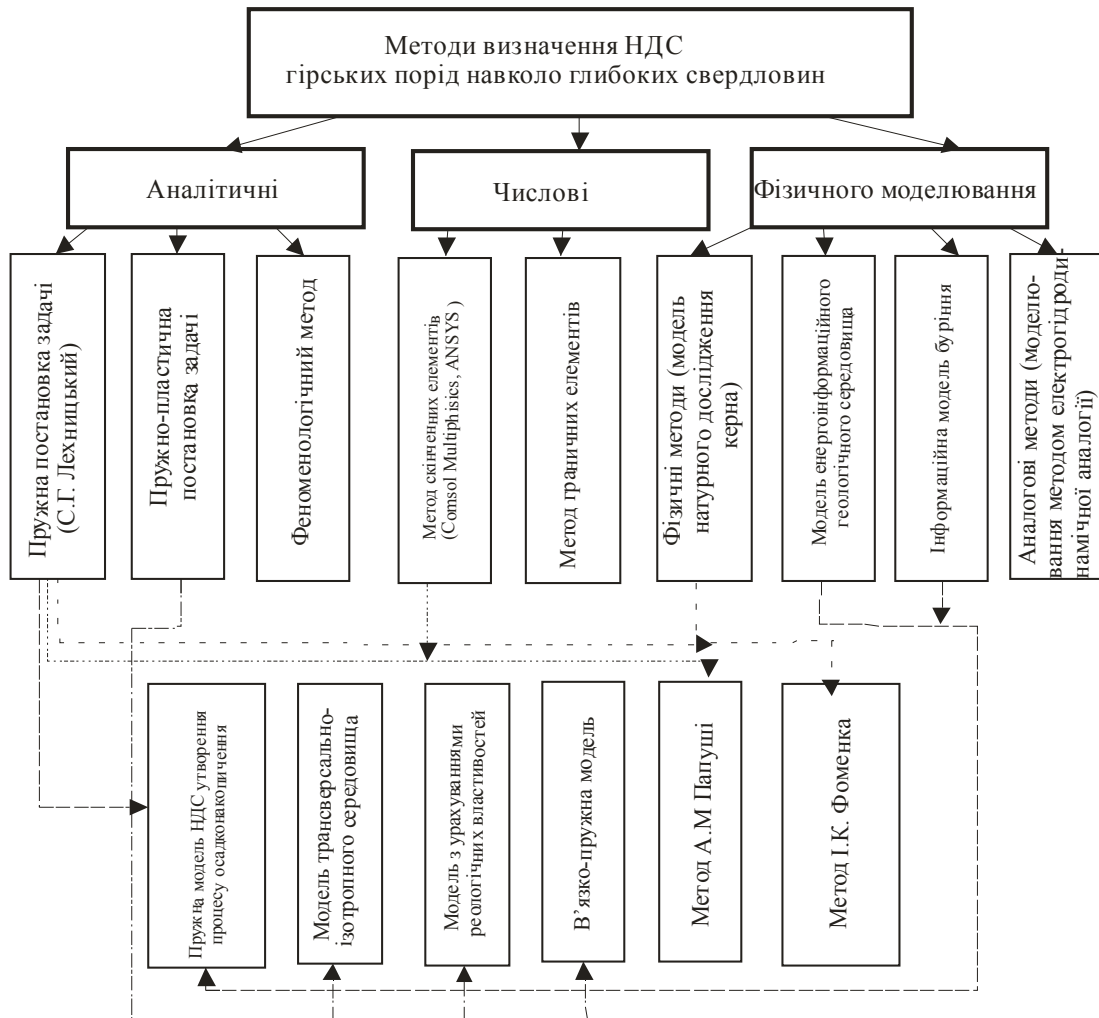 Методи визначення НДС
гірських порід навколо глибоких свердловин
Аналітичні
Числові
Фізичного моделювання
Пружна постановка задачі
(С.Г. Лехницький)
Пружно-пластична
постановка задачі
Феноменологічний метод
Метод скінченних елементів
(Comsol Multiphisics, ANSYS )
Метод граничних елементів
Фізичні методи (модель
натурного дослідження
керна)
Модель енергоінформаційного
геологічного середовища
Інформаційна модель буріння
Аналогові методи (моделю-
вання методом електрогідроди-
намічної аналогії)
Пружна модель НДС утворення
процесу осадконакопичення
Модель трансверсально-
ізотропного середовища
Модель з урахуваннями
реологічних властивостей
В’язко-пружна модель
Метод А.М Папуші
Метод І.К. Фоменка